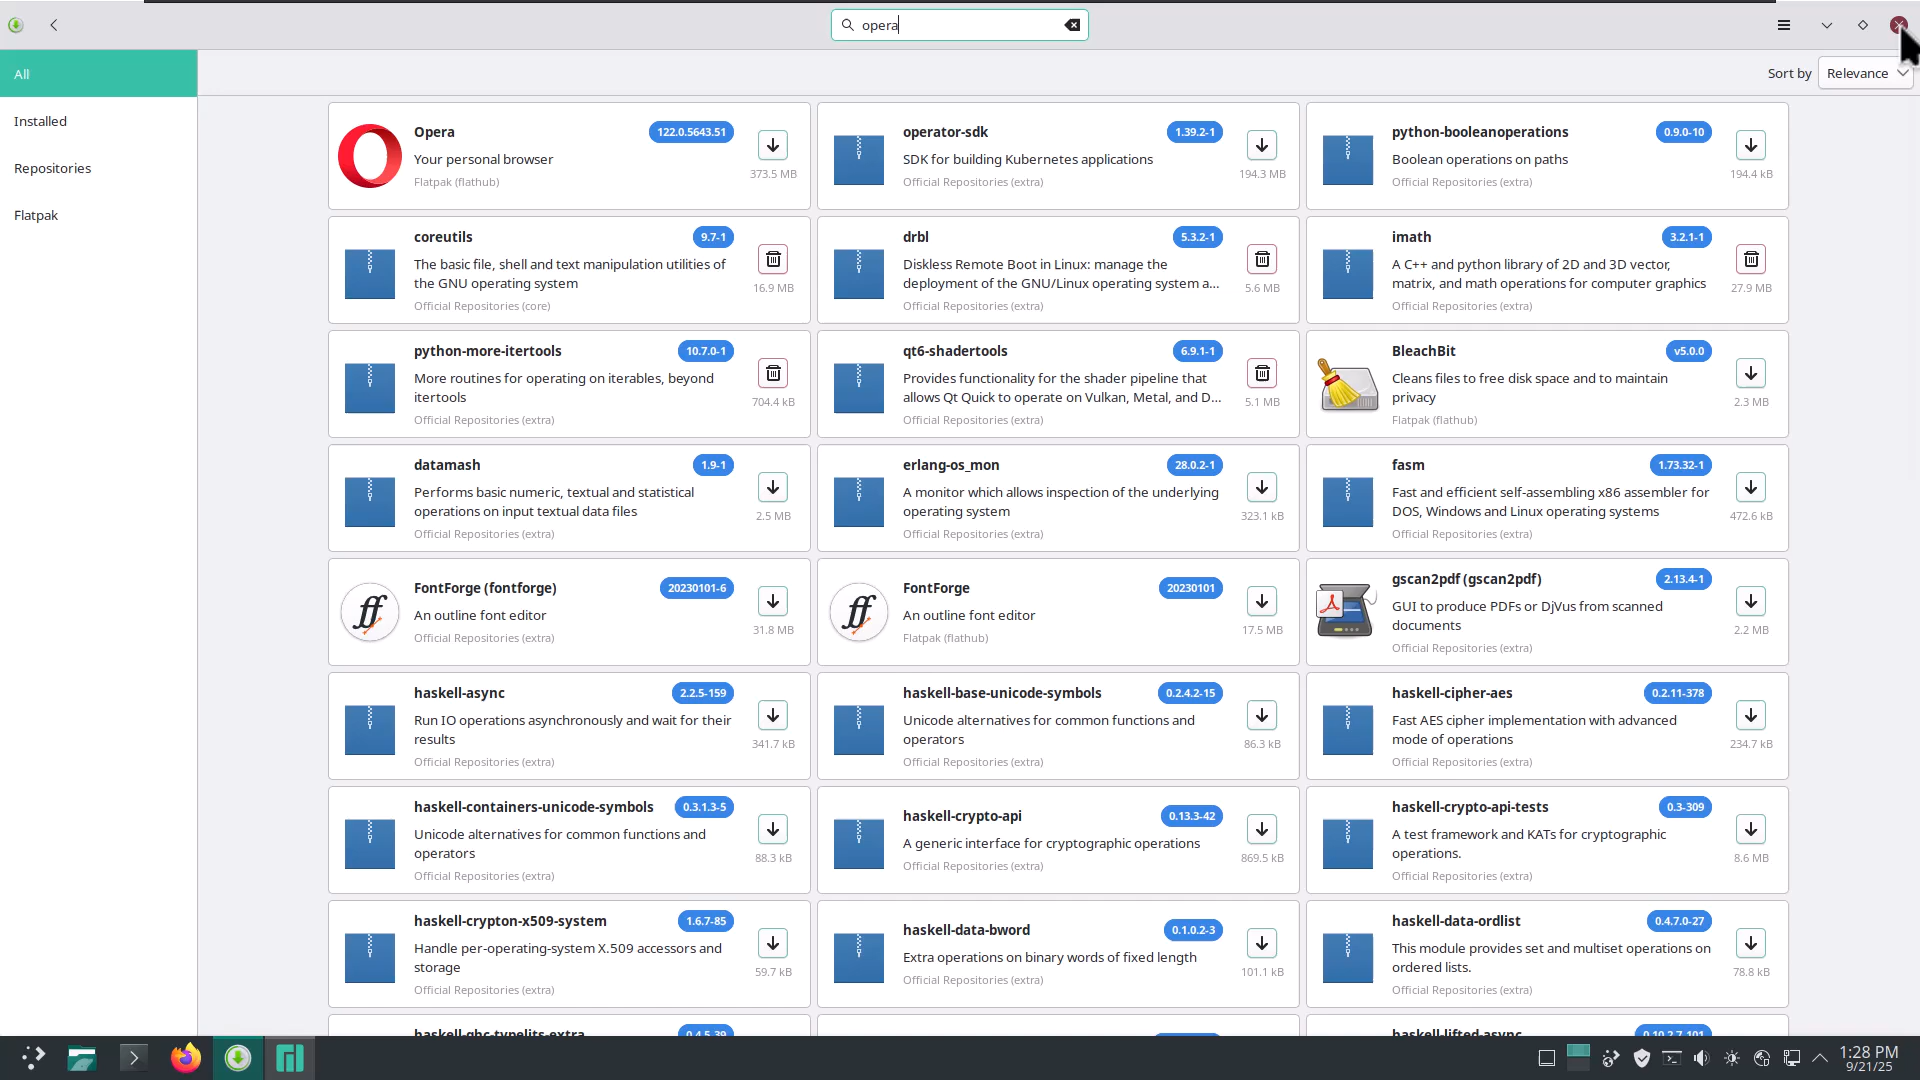 opera
All
Sort by Relevance
Installed
Repositories
Flatpak
Opera 122.0.5643.51
Your personal browser
Flatpak (flathub)
373.5 MB
operator-sdk 1.39.2-1
SDK for building Kubernetes applications
Official Repositories (extra)
194.3 MB
python-booleanoperations 0.9.0-10
Boolean operations on paths
Official Repositories (extra)
194.4 kB
coreutils 9.7-1
The basic file, shell and text manipulation utilities of
the GNU operating system
Official Repositories (core)
16.9 MB
drbl 5.3.2-1
Diskless Remote Boot in Linux: manage the
deployment of the GNU/Linux operating system a...
Official Repositories (extra)
5.6 MB
imath 3.2.1-1
A C++ and python library of 2D and 3D vector,
matrix, and math operations for computer graphics
Official Repositories (extra)
27.9 MB
python-more-itertools 10.7.0-1
More routines for operating on iterables, beyond
itertools
Official Repositories (extra)
704.4 kB
qt6-shadertools 6.9.1-1
Provides functionality for the shader pipeline that
allows Qt Quick to operate on Vulkan, Metal, and D...
Official Repositories (extra)
5.1 MB
BleachBit v5.0.0
Cleans files to free disk space and to maintain
privacy
Flatpak (flathub)
2.3 MB
datamash 1.9-1
Performs basic numeric, textual and statistical
operations on input textual data files
Official Repositories (extra)
2.5 MB
erlang-os_mon 28.0.2-1
A monitor which allows inspection of the underlying
operating system
Official Repositories (extra)
323.1 kB
fasm 1.73.32-1
Fast and efficient self-assembling x86 assembler for
DOS, Windows and Linux operating systems
Official Repositories (extra)
472.6 kB
FontForge (fontforge) 20230101-6
An outline font editor
Official Repositories (extra)
31.8 MB
FontForge 20230101
An outline font editor
Flatpak (flathub)
17.5 MB
gscan2pdf (gscan2pdf) 2.13.4-1
GUI to produce PDFs or DjVus from scanned
documents
Official Repositories (extra)
2.2 MB
haskell-async 2.2.5-159
Run IO operations asynchronously and wait for their
results
Official Repositories (extra)
341.7 kB
haskell-base-unicode-symbols 0.2.4.2-15
Unicode alternatives for common functions and
operators
Official Repositories (extra)
86.3 kB
haskell-cipher-aes 0.2.11-378
Fast AES cipher implementation with advanced
mode of operations
Official Repositories (extra)
234.7 kB
haskell-containers-unicode-symbols 0.3.1.3-5
Unicode alternatives for common functions and
operators
Official Repositories (extra)
88.3 kB
haskell-crypto-api 0.13.3-42
A generic interface for cryptographic operations
Official Repositories (extra)
869.5 kB
haskell-crypto-api-tests 0.3-309
A test framework and KATs for cryptographic
operations.
Official Repositories (extra)
8.6 MB
haskell-crypton-x509-system 1.6.7-85
Handle per-operating-system X.509 accessors and
storage
Official Repositories (extra)
59.7 kB
haskell-data-bword 0.1.0.2-3
Extra operations on binary words of fixed length
Official Repositories (extra)
101.1 kB
haskell-data-ordlist 0.4.7.0-27
This module provides set and multiset operations on
ordered lists.
Official Repositories (extra)
78.8 kB
haskell-ghc-typelits-extra 0.4.5-39
haskell-lifted-async 0.10.2.7-101
1:28 PM
9/21/25